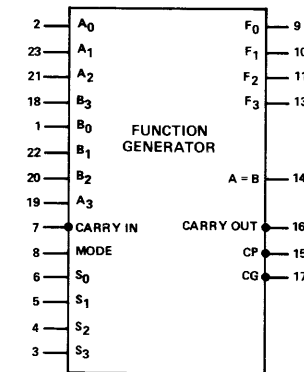 2 A0 F0 9
23 A1 F1 10
21 A2 F2 11
18 B3 F3 13
1 B0 FUNCTION
22 B1 GENERATOR
20 B2 A = B 14
19 A3
7 CARRY IN CARRY OUT 16
8 MODE CP 15
6 S0 CG 17
5 S1
4 S2
3 S3